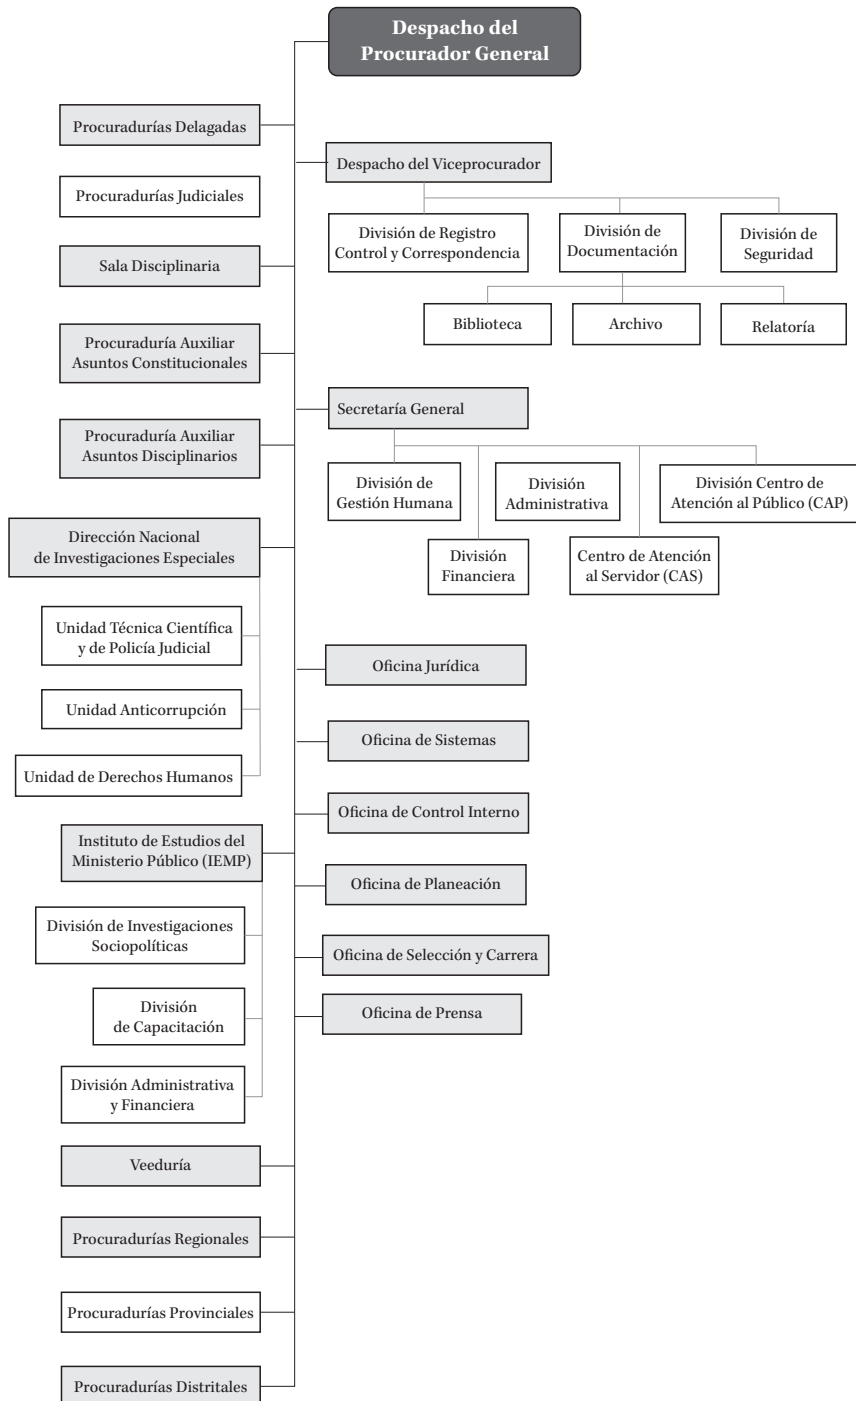 Despacho del
Procurador General
Procuradurías Delagadas
Despacho del Viceprocurador
Procuradurías Judiciales
División de Registro
Control y Correspondencia
División de
Documentación
División de
Seguridad
Sala Disciplinaria
Biblioteca
Archivo
Relatoría
Procuraduría Auxiliar
Asuntos Constitucionales
Secretaría General
Procuraduría Auxiliar
Asuntos Disciplinarios
División de
Gestión Humana
División
Administrativa
División Centro de
Atención al Público (CAP)
Dirección Nacional
de Investigaciones Especiales
División
Financiera
Centro de Atención
al Servidor (CAS)
Unidad Técnica Científica
y de Policía Judicial
Oficina Jurídica
Unidad Anticorrupción
Oficina de Sistemas
Unidad de Derechos Humanos
Oficina de Control Interno
Instituto de Estudios del
Ministerio Público (IEMP)
Oficina de Planeación
División de Investigaciones
Sociopolíticas
Oficina de Selección y Carrera
División
de Capacitación
Oficina de Prensa
División Administrativa
y Financiera
Veeduría
Procuradurías Regionales
Procuradurías Provinciales
Procuradurías Distritales